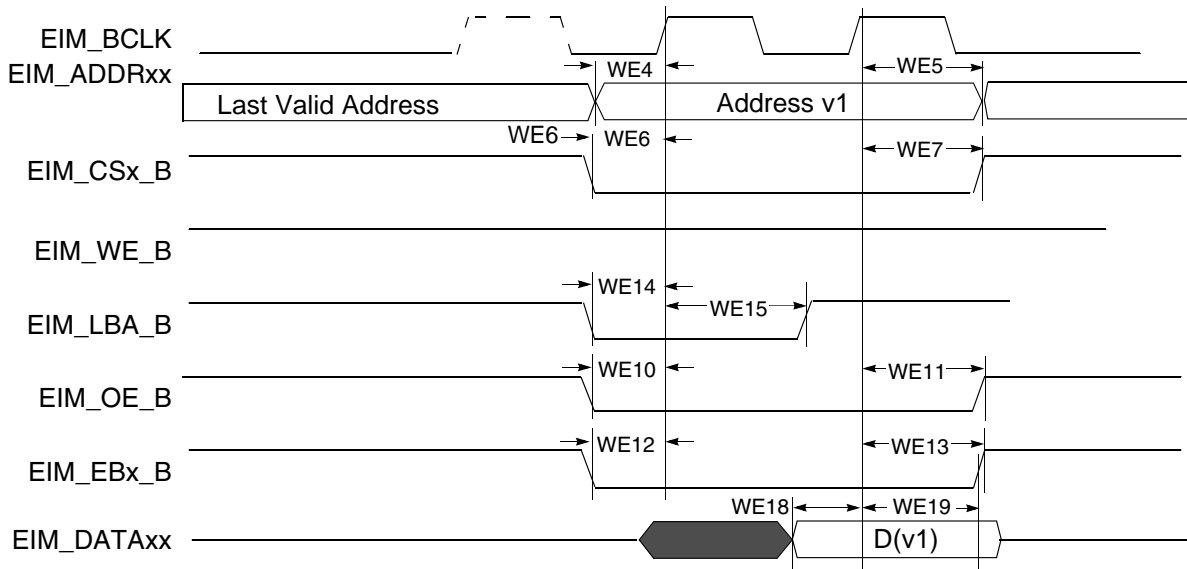 EIM_BCLK
EIM_ADDRxx
WE4
WE5
Last Valid Address
Address v1
WE6
WE6
WE7
EIM_CSx_B
EIM_WE_B
WE14
WE15
EIM_LBA_B
WE10
WE11
EIM_OE_B
WE12
WE13
EIM_EBx_B
WE18
WE19
EIM_DATAxx
D(v1)